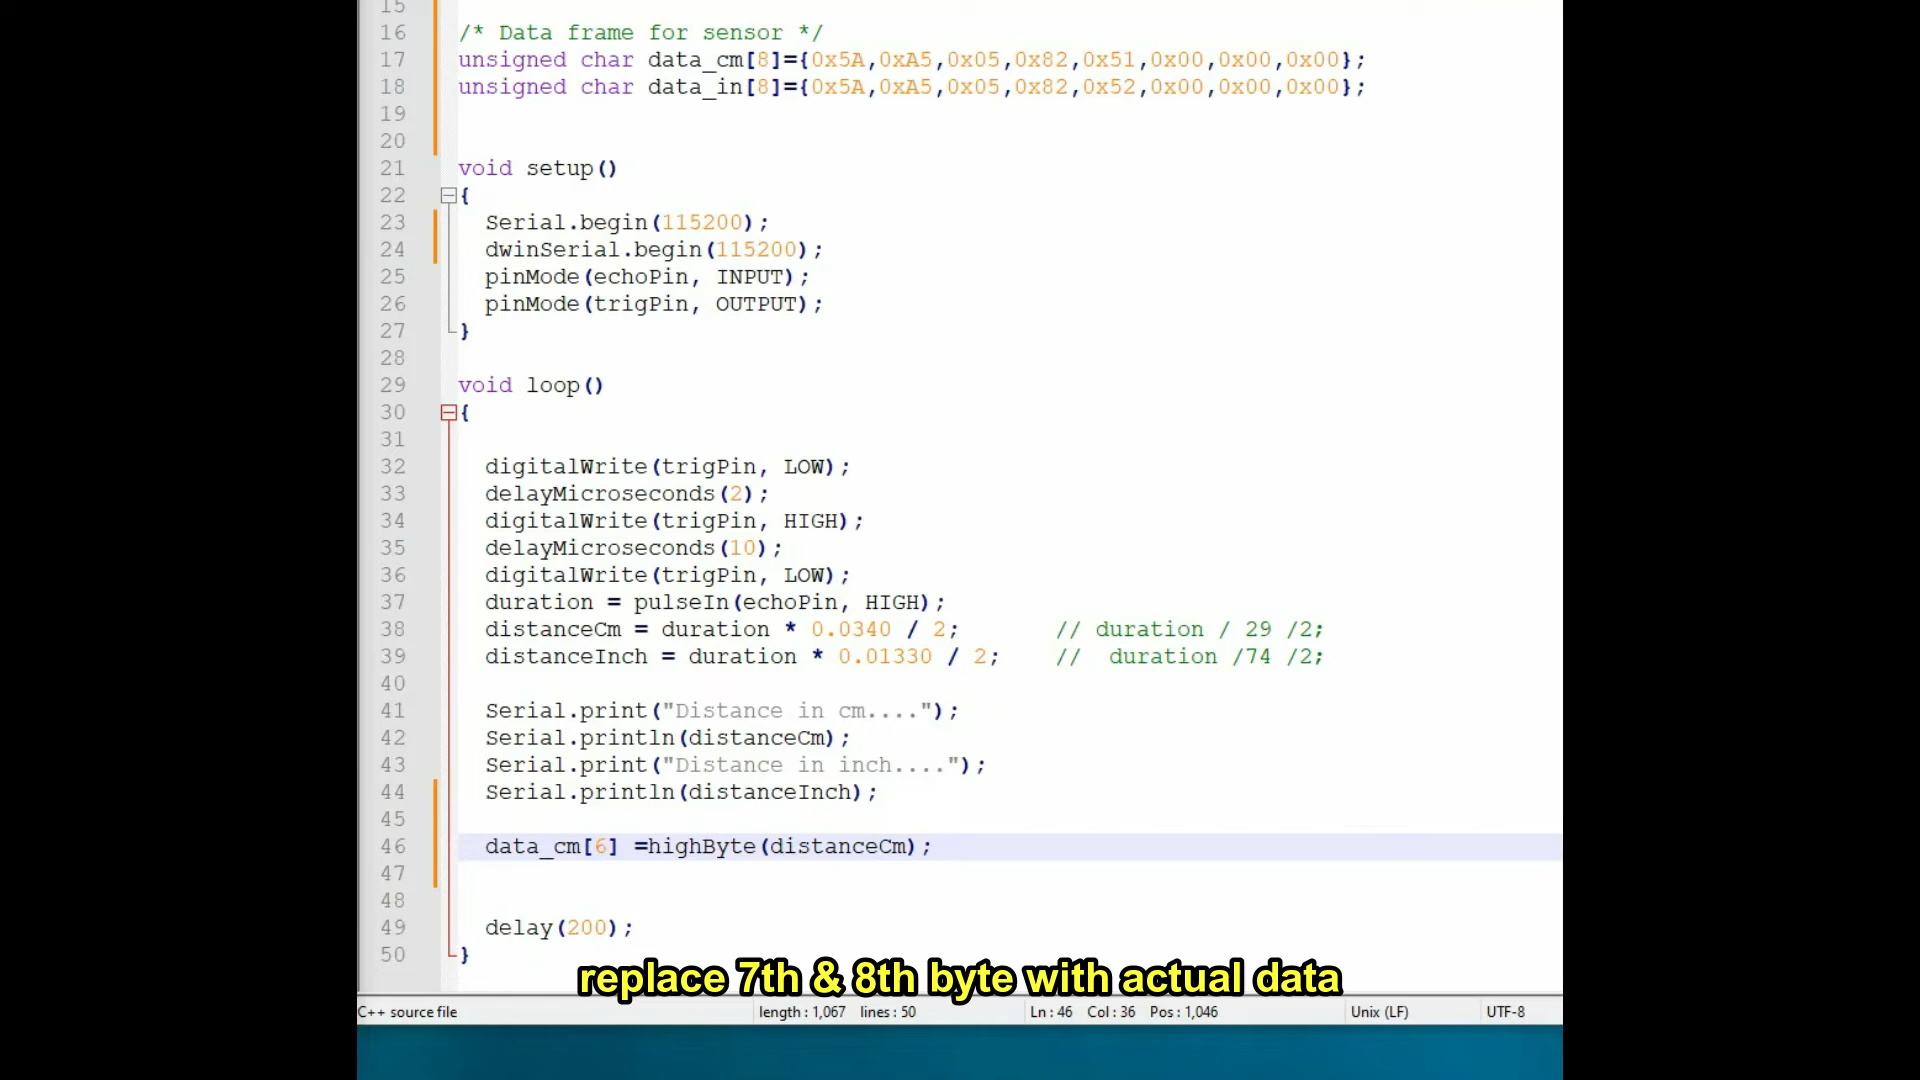 15
16 /* Data frame for sensor */
17 unsigned char data_cm[8]={0x5A,0xA5,0x05,0x82,0x51,0x00,0x00,0x00};
18 unsigned char data_in[8]={0x5A,0xA5,0x05,0x82,0x52,0x00,0x00,0x00};
19
20
21 void setup()
22 {
23 Serial.begin(115200);
24 dwinSerial.begin(115200);
25 pinMode(echoPin, INPUT);
26 pinMode(trigPin, OUTPUT);
27 }
28
29 void loop()
30 {
31
32 digitalWrite(trigPin, LOW);
33 delayMicroseconds(2);
34 digitalWrite(trigPin, HIGH);
35 delayMicroseconds(10);
36 digitalWrite(trigPin, LOW);
37 duration = pulseIn(echoPin, HIGH);
38 distanceCm = duration * 0.0340 / 2; // duration / 29 /2;
39 distanceInch = duration * 0.01330 / 2; // duration /74 /2;
40
41 Serial.print("Distance in cm....");
42 Serial.println(distanceCm);
43 Serial.print("Distance in inch....");
44 Serial.println(distanceInch);
45
46 data_cm[6] =highByte(distanceCm);
47
48
49 delay(200);
50 }
replace 7th & 8th byte with actual data
C++ source file length : 1,067 lines : 50 Ln : 46 Col : 36 Pos : 1,046 Unix (LF) UTF-8